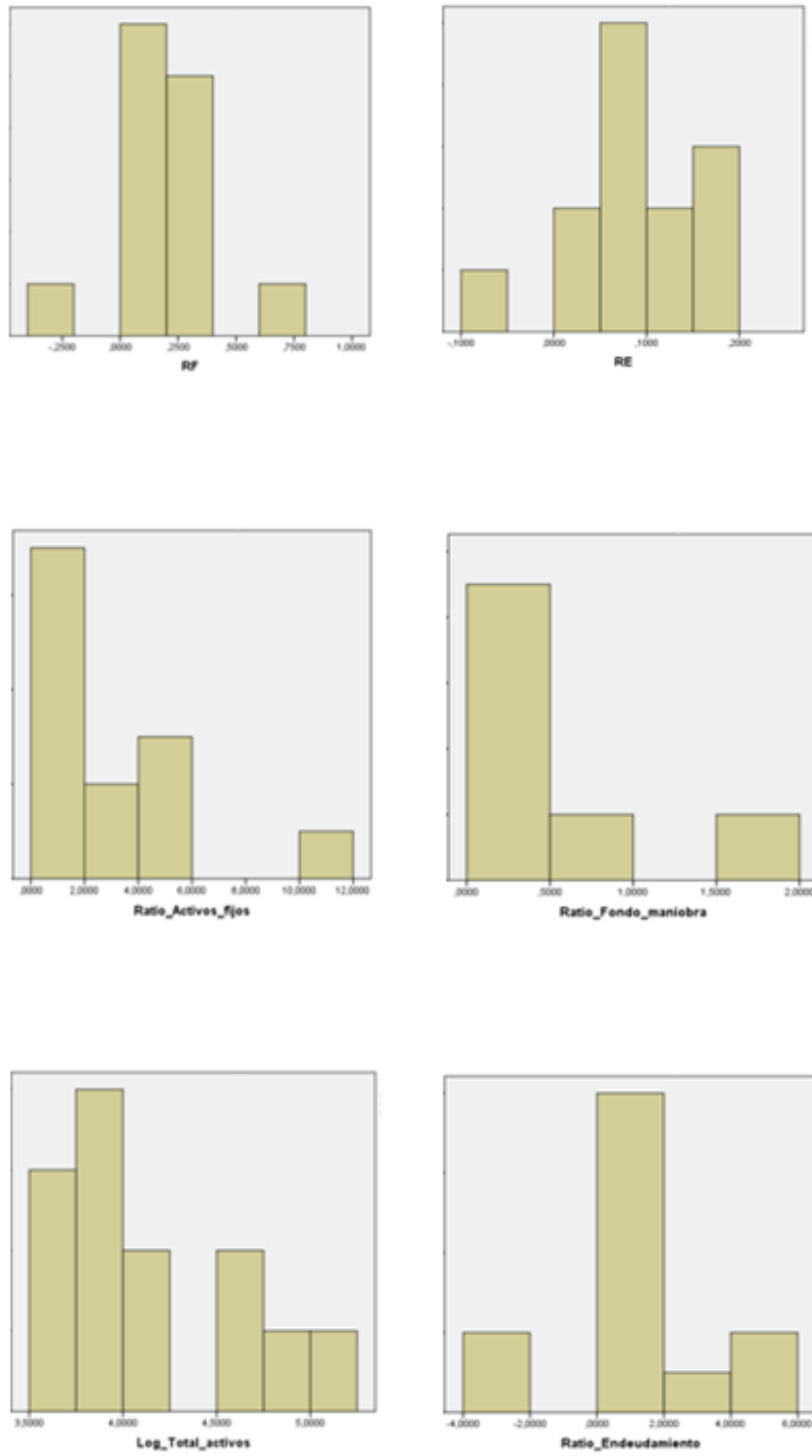 -,2500 ,0000 ,2500 ,5000 ,7500 1,0000
RF
-,1000 ,0000 ,1000 ,2000
RE
,0000 2,0000 4,0000 6,0000 8,0000 10,0000 12,0000
Ratio_Activos_fijos
,0000 ,5000 1,0000 1,5000 2,0000
Ratio_Fondo_maniobra
3,5000 4,0000 4,5000 5,0000
Log_Total_activos
-4,0000 -2,0000 ,0000 2,0000 4,0000 6,0000
Ratio_Endeudamiento